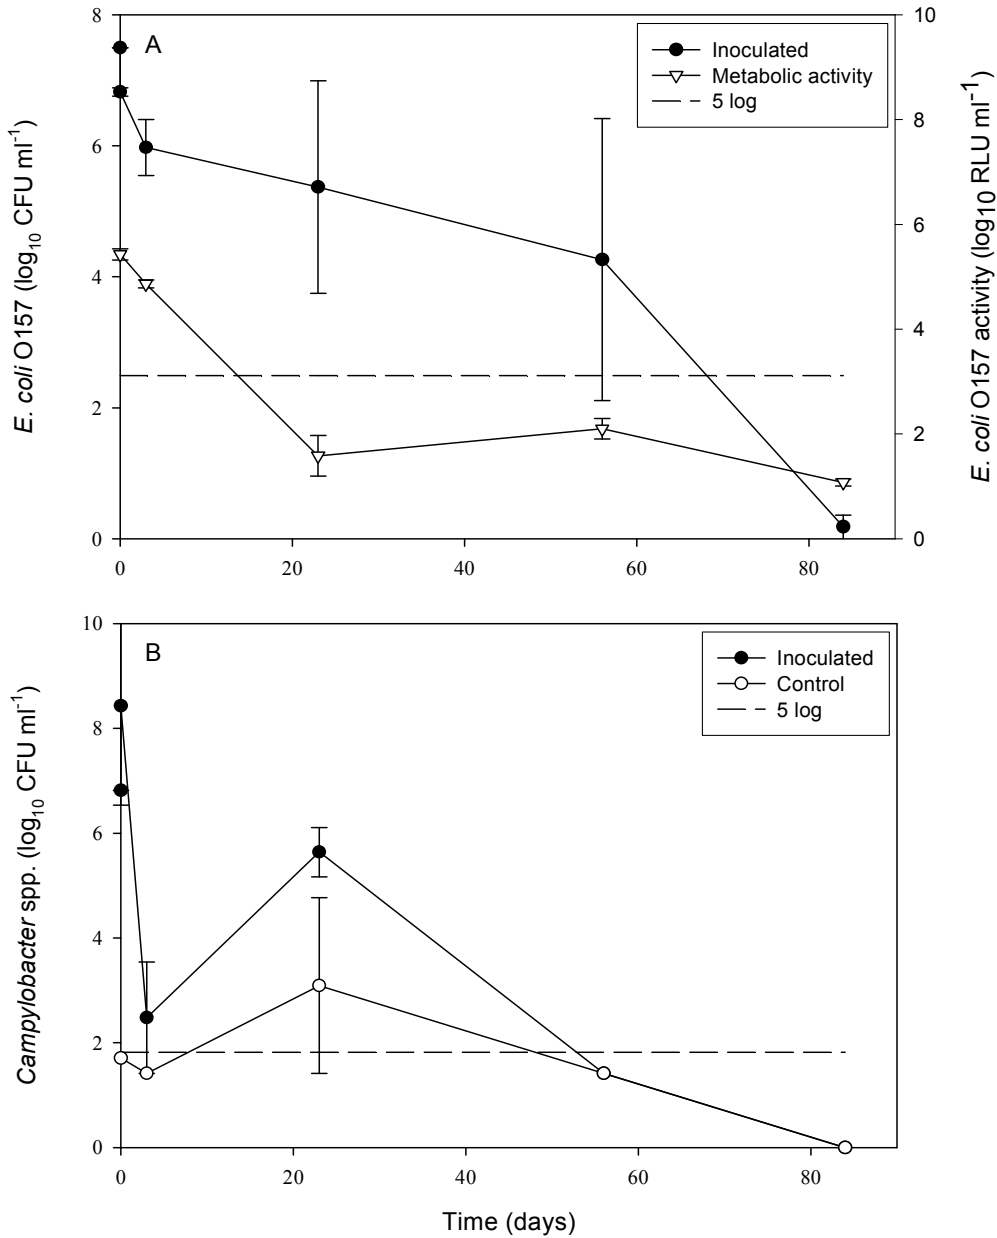 A
Inoculated
Metabolic activity
5 log
8
6
4
2
0
10
8
6
4
2
0
0 20 40 60 80
E. coli O157 (log10 CFU ml-1)
E. coli O157 activity (log10 RLU ml-1)
B
Inoculated
Control
5 log
10
8
6
4
2
0
0 20 40 60 80
Campylobacter spp. (log10 CFU ml-1)
Time (days)